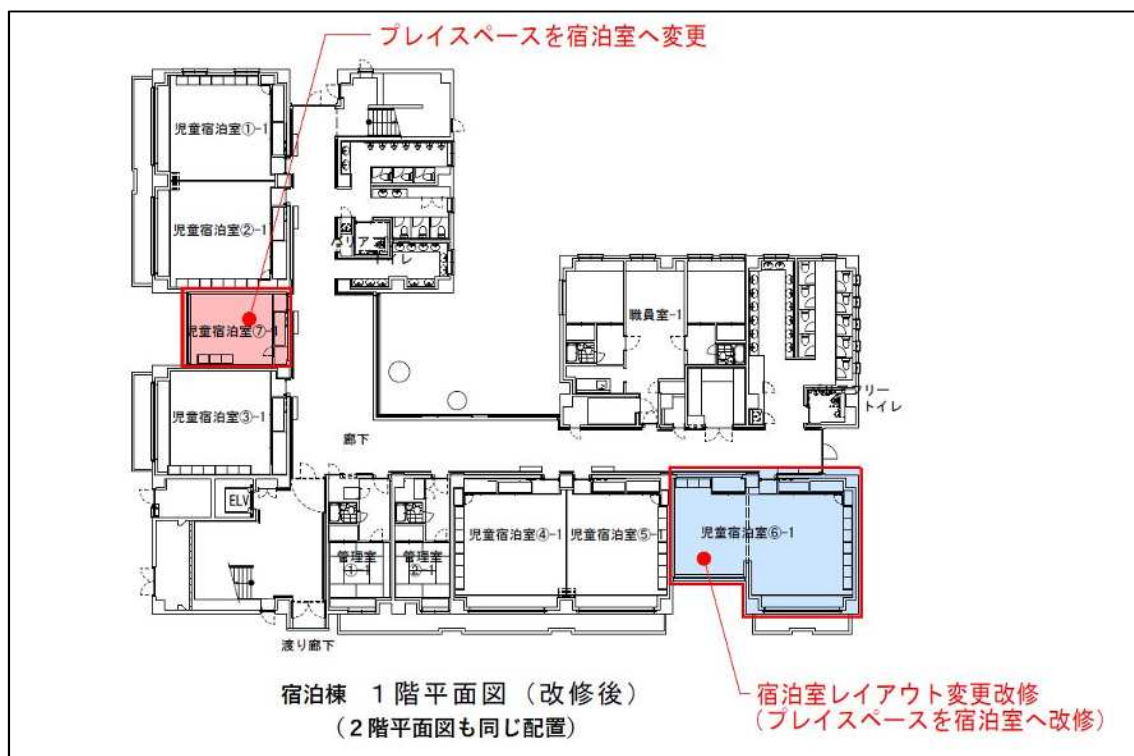 プレイスペースを宿泊室へ変更
児童宿泊室①-1
児童宿泊室②-1
バリアフリー
トイレ
児童宿泊室⑦-1
職員室-1
児童宿泊室③-1
バリアフリー
トイレ
廊下
ELV
児童宿泊室④-1
児童宿泊室⑤-1
児童宿泊室⑥-1
管理室
①-1
管理室
②-1
渡り廊下
宿泊棟 1階平面図(改修後)
(2階平面図も同じ配置)
宿泊室レイアウト変更改修
(プレイスペースを宿泊室へ改修)